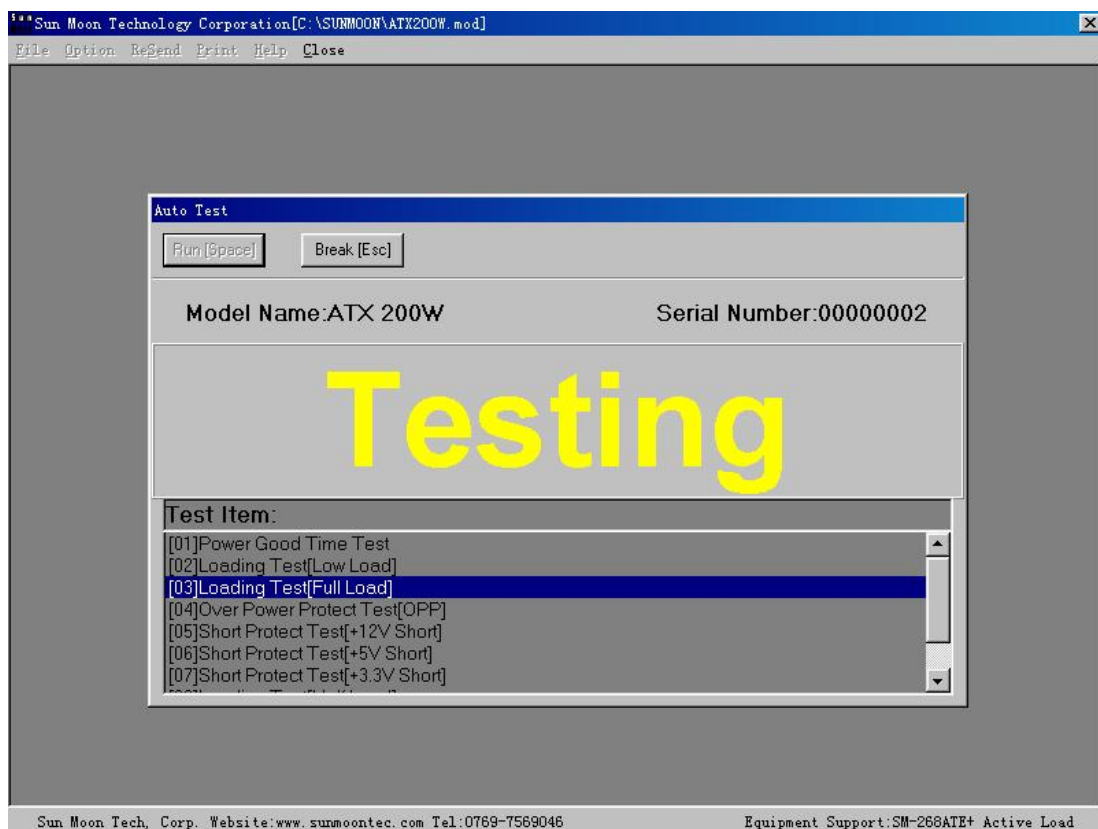 Sun Sun Moon Technology Corporation[C:\SUNMOON\ATX200W.mod]
File Option ReSend Print Help Close
Auto Test
Run [Space] Break [Esc]
Model Name:ATX 200W Serial Number:00000002
Testing
Test Item:
[01]Power Good Time Test
[02]Loading Test[Low Load]
[03]Loading Test[Full Load]
[04]Over Power Protect Test[OPP]
[05]Short Protect Test[+12V Short]
[06]Short Protect Test[+5V Short]
[07]Short Protect Test[+3.3V Short]
Sun Moon Tech, Corp. Website:www.sunmoontec.com Tel:0769-7569046 Equipment Support:SM-268ATE+ Active Load